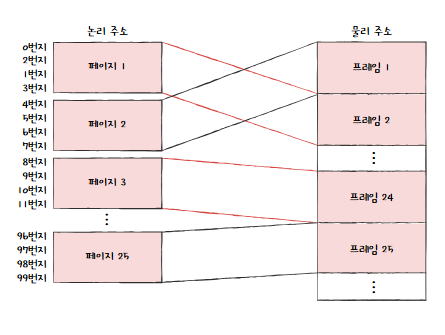 논리 주소
물리 주소
0번지
2번지
1번지
3번지
페이지 1
4번지
5번지
6번지
7번지
페이지 2
8번지
9번지
10번지
11번지
페이지 3
⋮
96번지
97번지
98번지
99번지
페이지 25
프레임 1
프레임 2
⋮
프레임 24
프레임 25
⋮